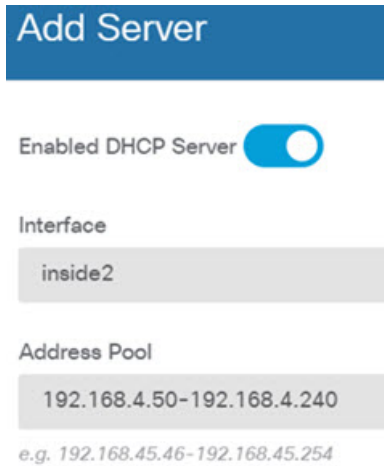 Add Server
Enabled DHCP Server
Interface
inside2
Address Pool
192.168.4.50-192.168.4.240
e.g. 192.168.45.46-192.168.45.254